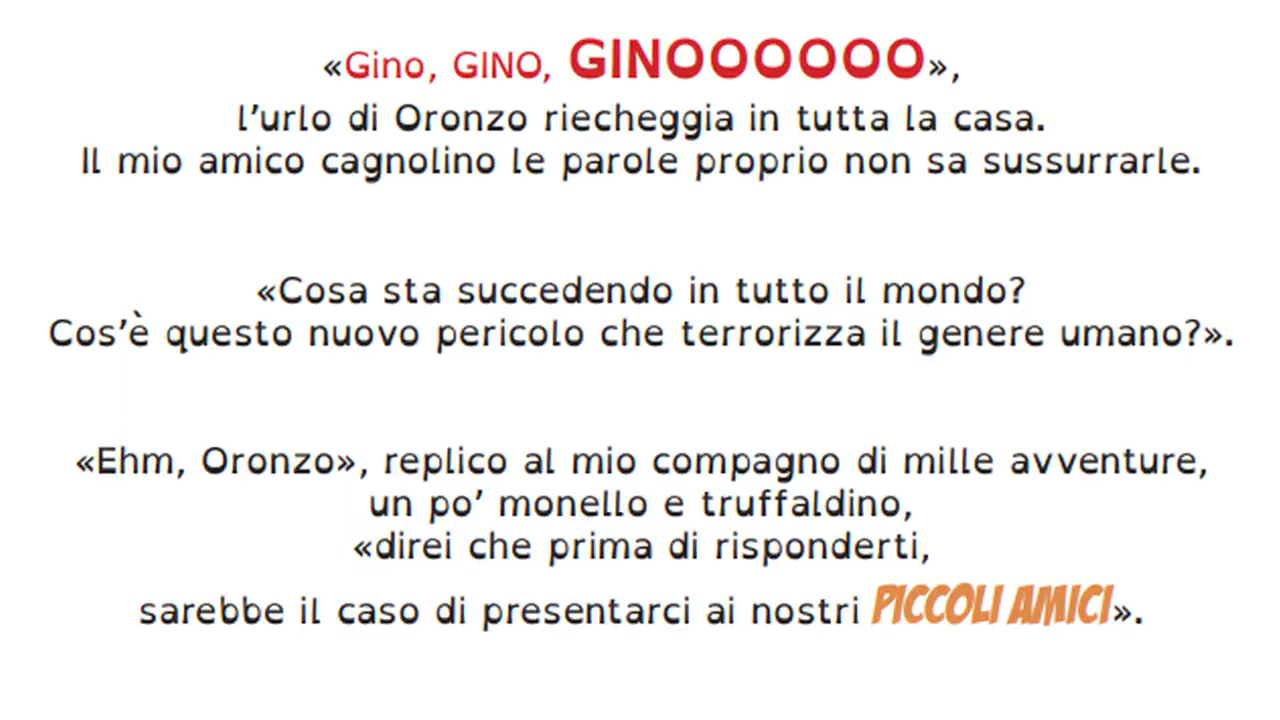 «Gino, GINO, GINOOOOOO»,
l’urlo di Oronzo riecheggia in tutta la casa.
Il mio amico cagnolino le parole proprio non sa sussurrarle.
«Cosa sta succedendo in tutto il mondo?
Cos’è questo nuovo pericolo che terrorizza il genere umano?».
«Ehm, Oronzo», replico al mio compagno di mille avventure,
un po’ monello e truffaldino,
«direi che prima di risponderti,
sarebbe il caso di presentarci ai nostri PICCOLI AMICI».